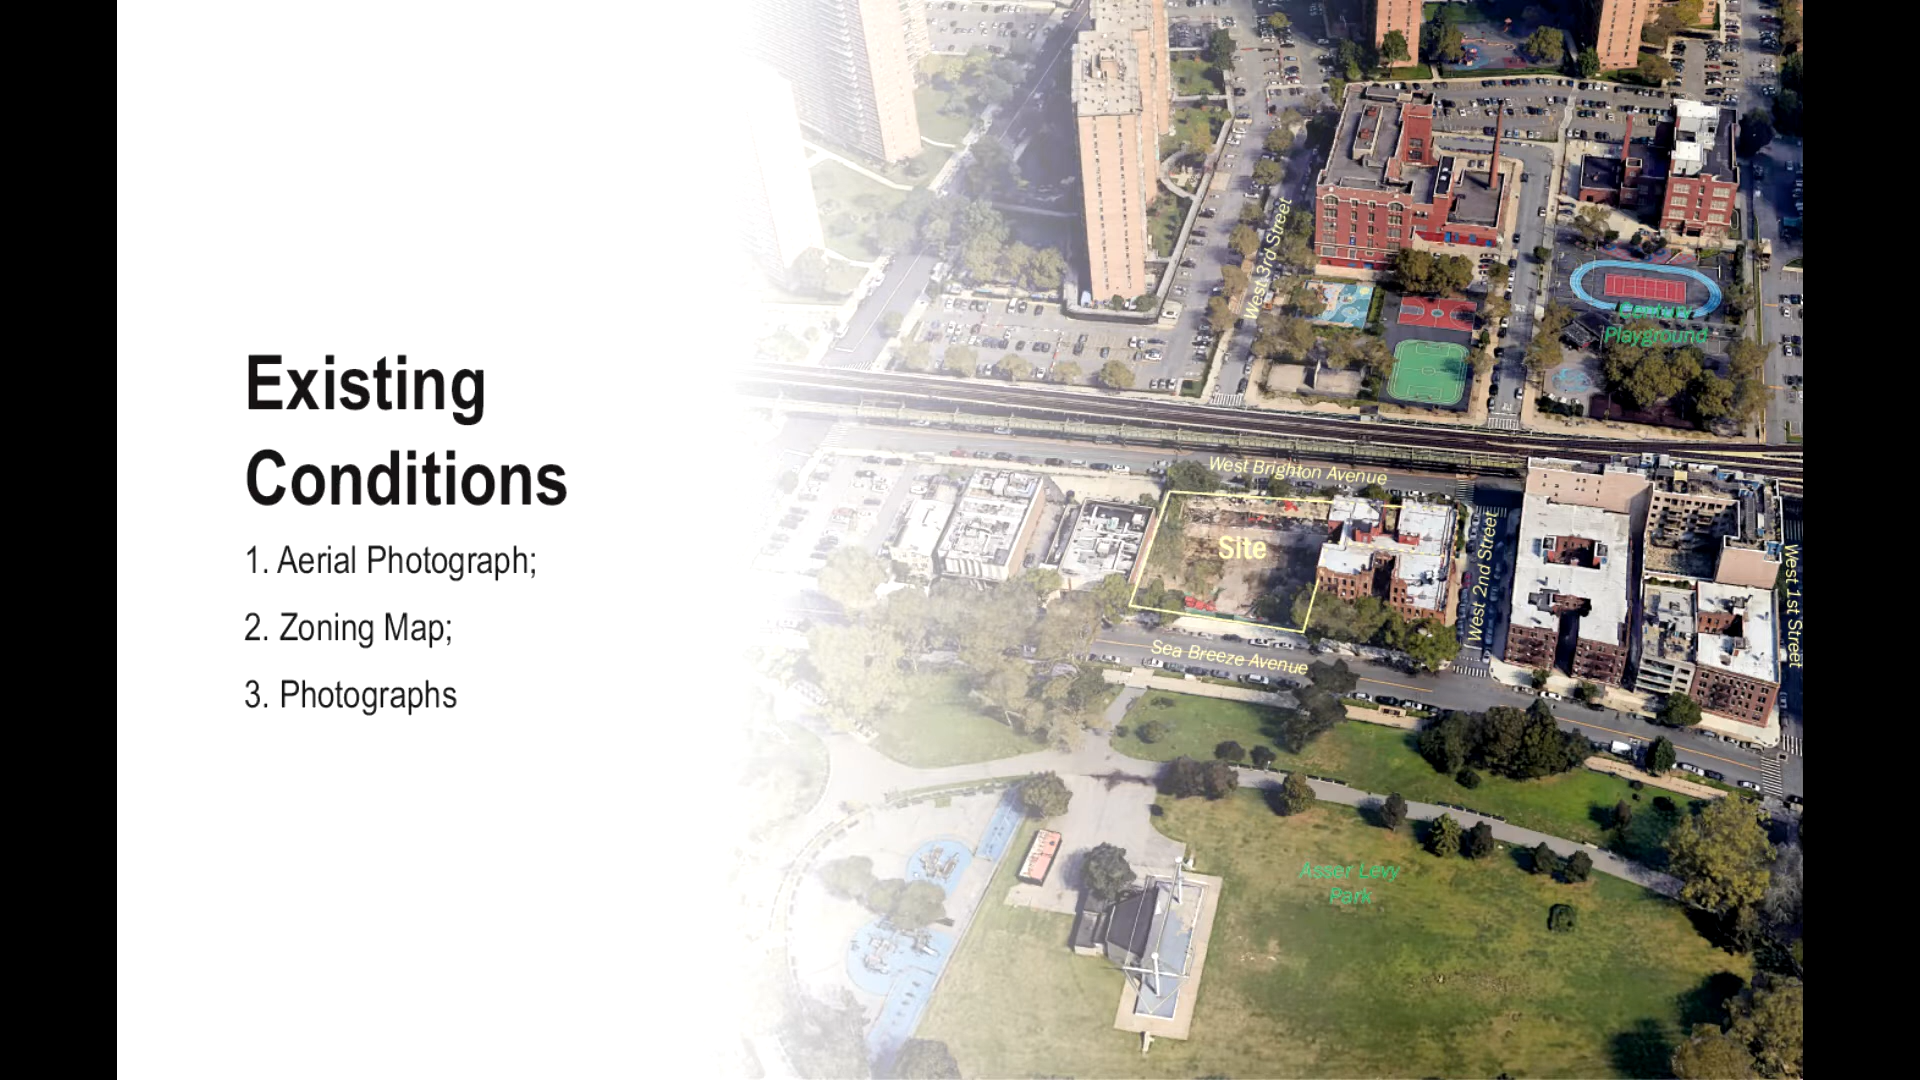 Existing
Conditions
1. Aerial Photograph;
2. Zoning Map;
3. Photographs
West 3rd Street
Century
Playground
West Brighton Avenue
Site
West 2nd Street
West 1st Street
Sea Breeze Avenue
Asser Levy
Park